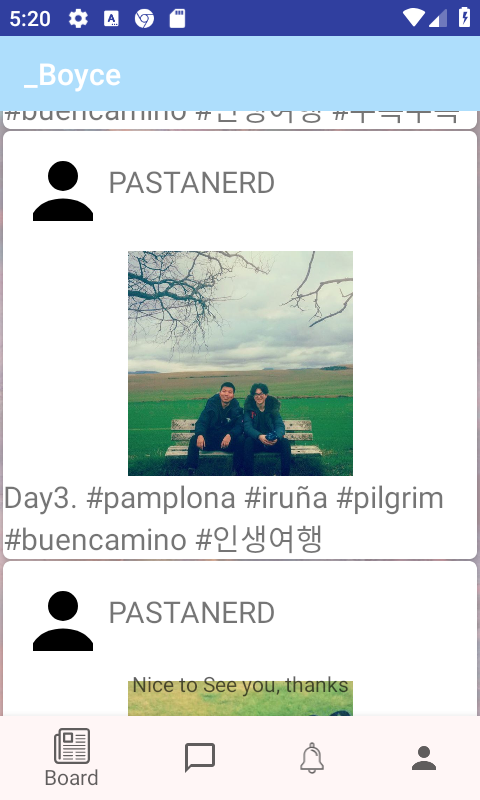 5:20
_Boyce
#buencamino #인생여행
PASTANERD
Day3. #pamplona #iruña #pilgrim
#buencamino #인생여행
PASTANERD
Nice to See you, thanks
Board